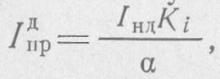 I^д_пр = I_нд K̆_i / α,